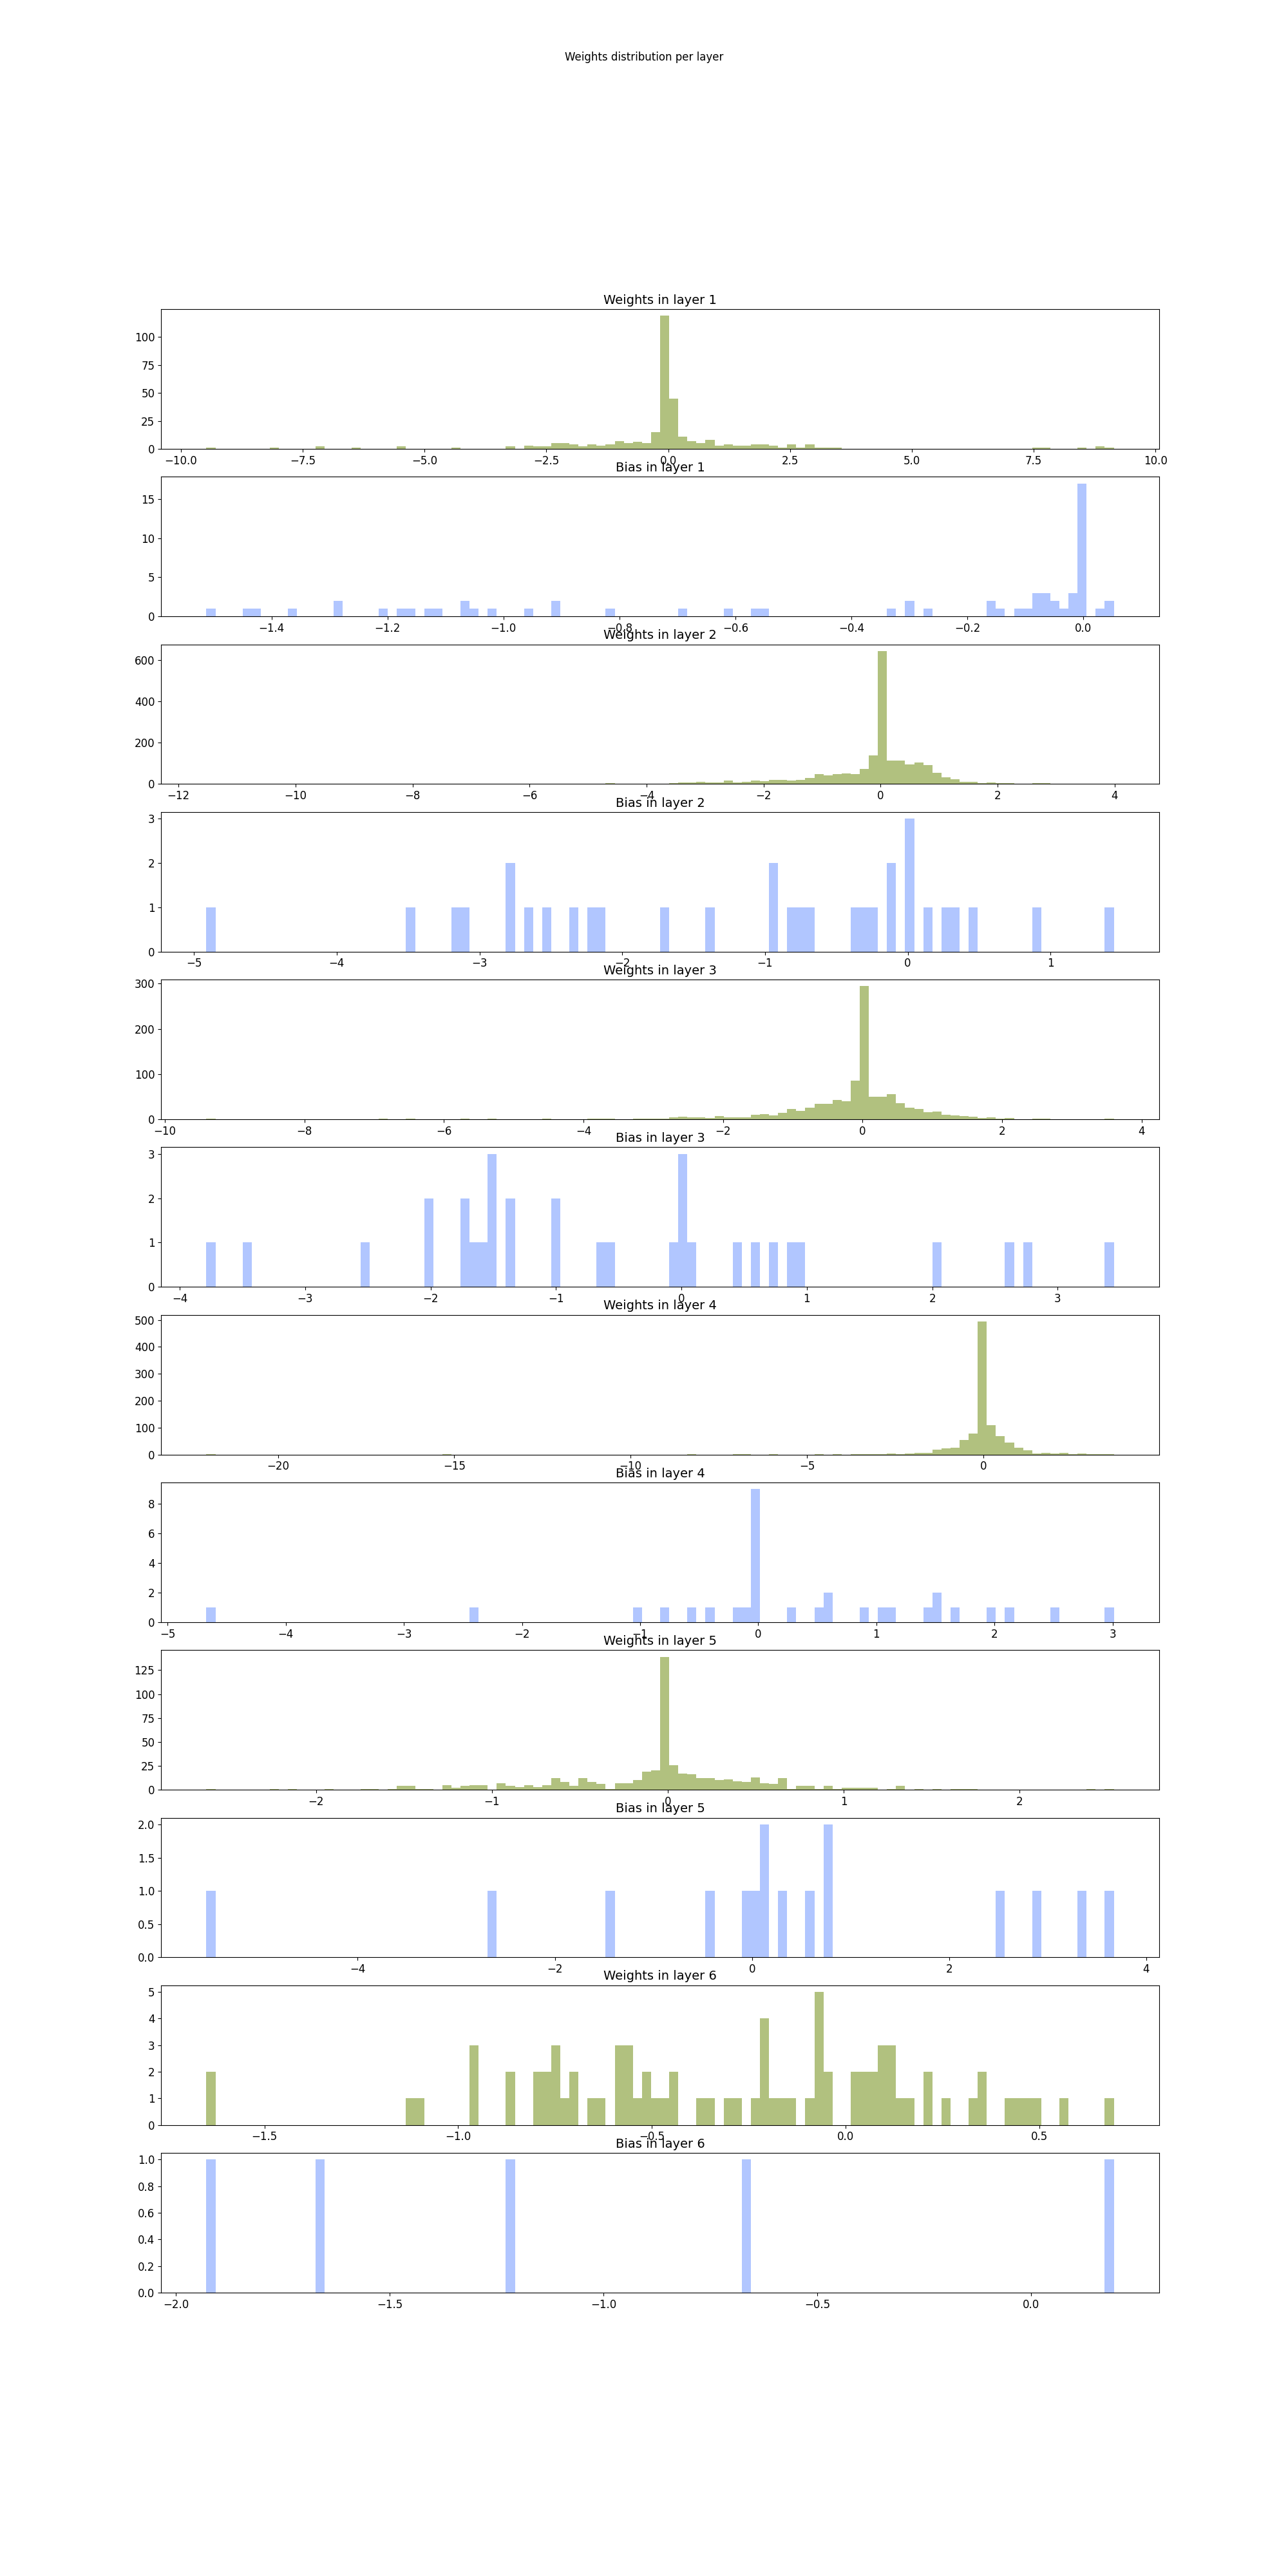 Weights distribution per layer
Weights in layer 1
100
75
50
25
0
−10.0 −7.5 −5.0 −2.5 0.0 2.5 5.0 7.5 10.0
Bias in layer 1
15
10
5
0
−1.4 −1.2 −1.0 −0.8 −0.6 −0.4 −0.2 0.0
Weights in layer 2
600
400
200
0
−12 −10 −8 −6 −4 −2 0 2 4
Bias in layer 2
3
2
1
0
−5 −4 −3 −2 −1 0 1
Weights in layer 3
300
200
100
0
−10 −8 −6 −4 −2 0 2 4
Bias in layer 3
3
2
1
0
−4 −3 −2 −1 0 1 2 3
Weights in layer 4
500
400
300
200
100
0
−20 −15 −10 −5 0
Bias in layer 4
8
6
4
2
0
−5 −4 −3 −2 −1 0 1 2 3
Weights in layer 5
125
100
75
50
25
0
−2 −1 0 1 2
Bias in layer 5
2.0
1.5
1.0
0.5
0.0
−4 −2 0 2 4
Weights in layer 6
5
4
3
2
1
0
−1.5 −1.0 −0.5 0.0 0.5
Bias in layer 6
1.0
0.8
0.6
0.4
0.2
0.0
−2.0 −1.5 −1.0 −0.5 0.0